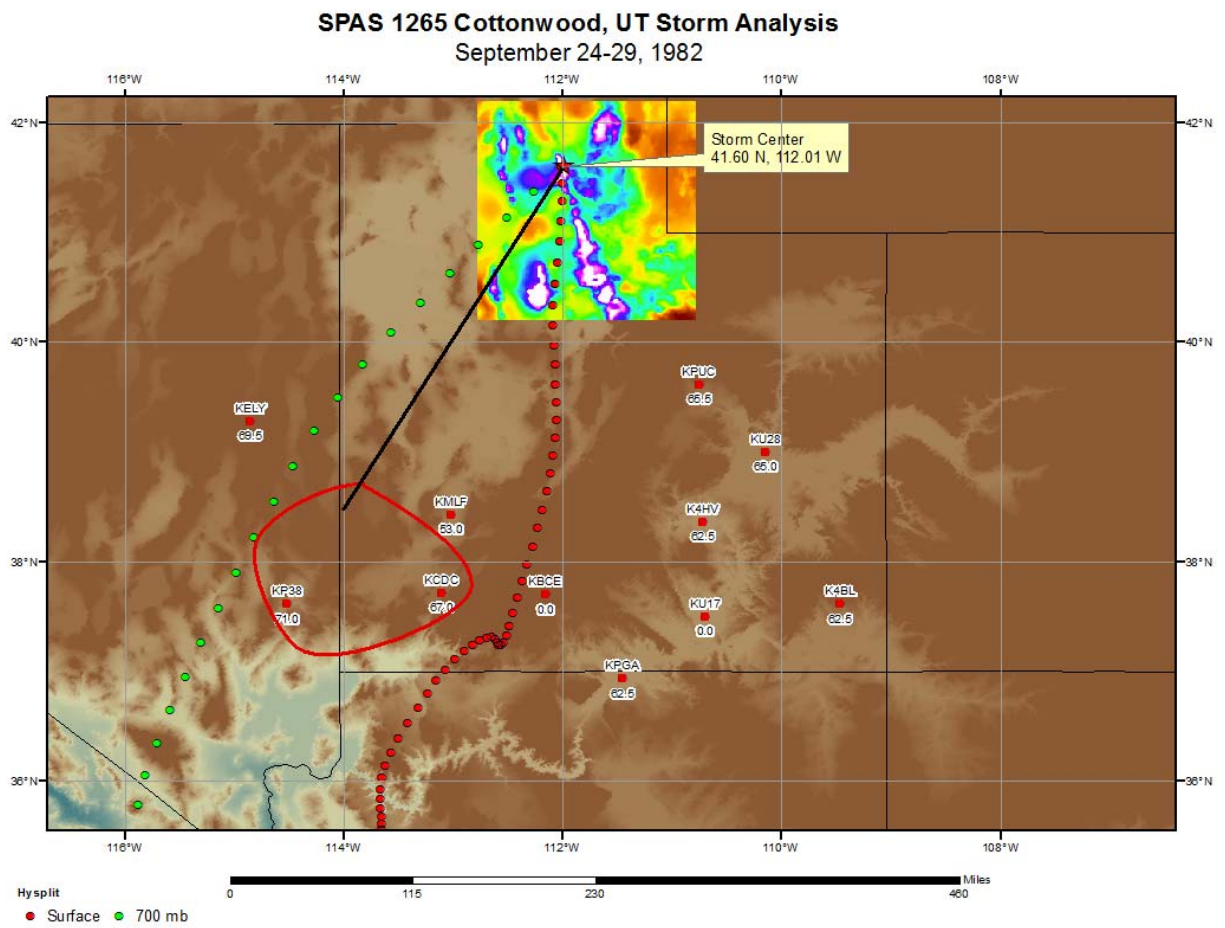 SPAS 1265 Cottonwood, UT Storm Analysis
September 24-29, 1982
116°W 114°W 112°W 110°W 108°W
42°N 42°N
Storm Center
41.60 N, 112.01 W
40°N 40°N
KPUC
65.5
KELY
69.5
KU28
65.0
KMLF
53.0
K4HV
62.5
38°N 38°N
KP38
71.0
KCDC
67.0
KBCE
0.0
KU17
0.0
K4BL
62.5
KPGA
62.5
36°N 36°N
116°W 114°W 112°W 110°W 108°W
Miles
0 115 230 460
Hysplit
Surface 700 mb